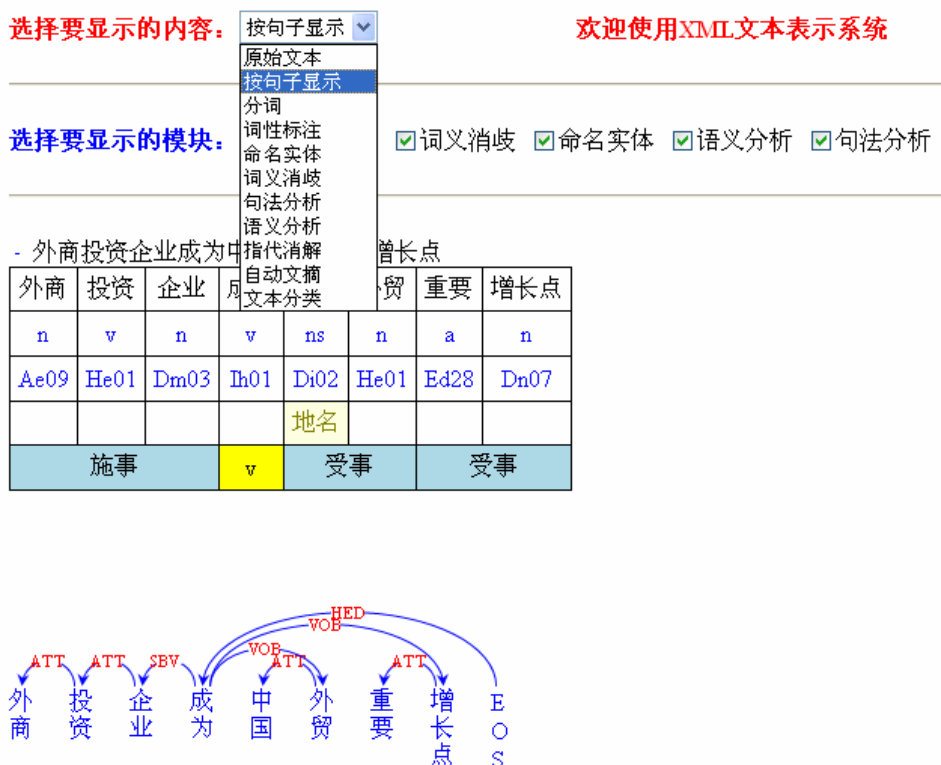 选择要显示的内容: 按句子显示 欢迎使用XML文本表示系统
原始文本
按句子显示
分词
词性标注
命名实体
词义消歧
句法分析
语义分析
指代消解
自动文摘
文本分类
选择要显示的模块: 词义消歧 命名实体 语义分析 句法分析
- 外商投资企业成为中 增长点
外商 投资 企业 成 贸 重要 增长点
n v n v ns n a n
Ae09 He01 Dm03 Ih01 Di02 He01 Ed28 Dn07
地名
施事 v 受事 受事
HED
VOB
VOB
ATT ATT SBV ATT ATT
外商 投资 企业 成为 中国 外贸 重要 增长点 EOS